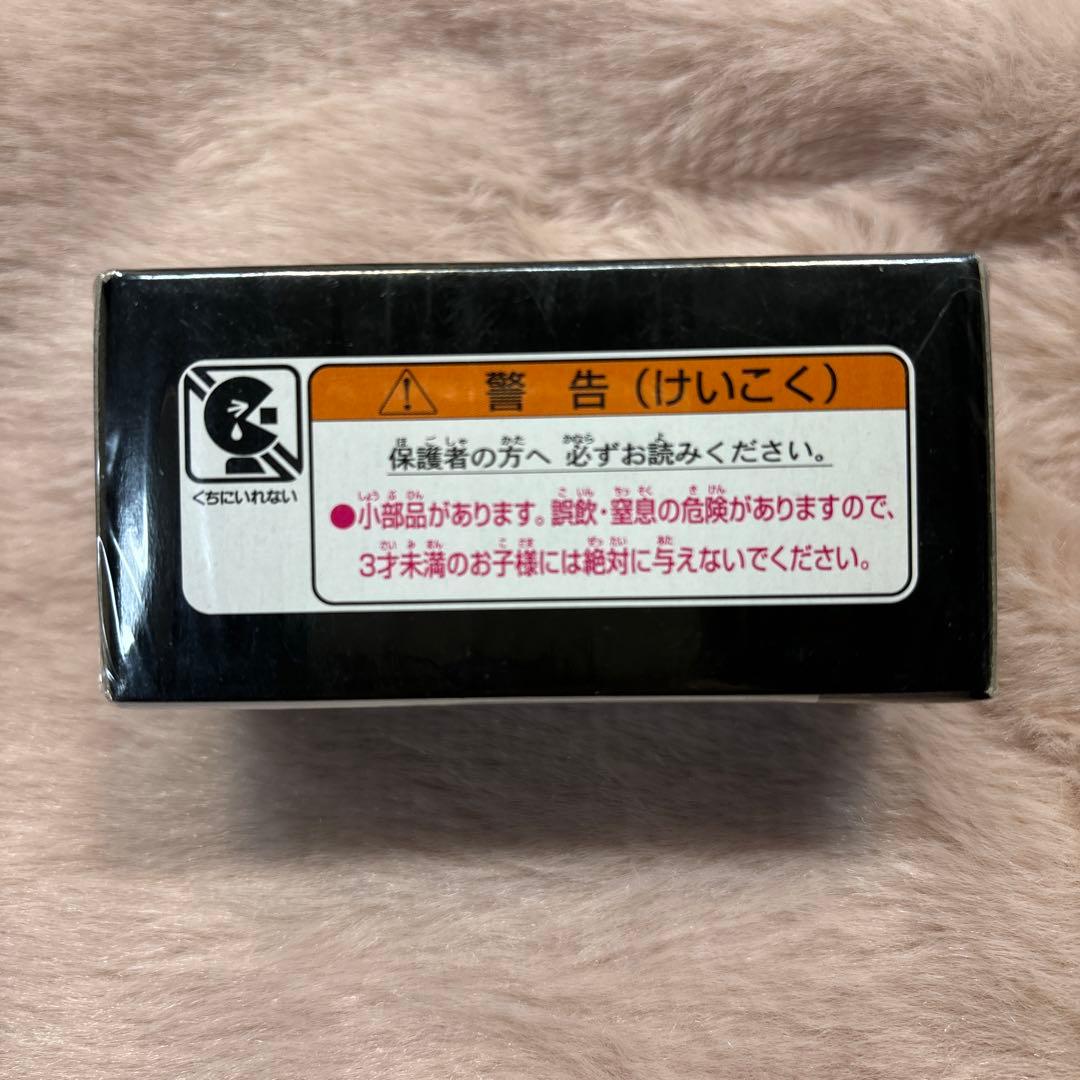 警告(けいこく)
保護者の方へ 必ずお読みください。
●小部品があります。誤飲・窒息の危険がありますので、
3才未満のお子様には絶対に与えないでください。
くちにいれない